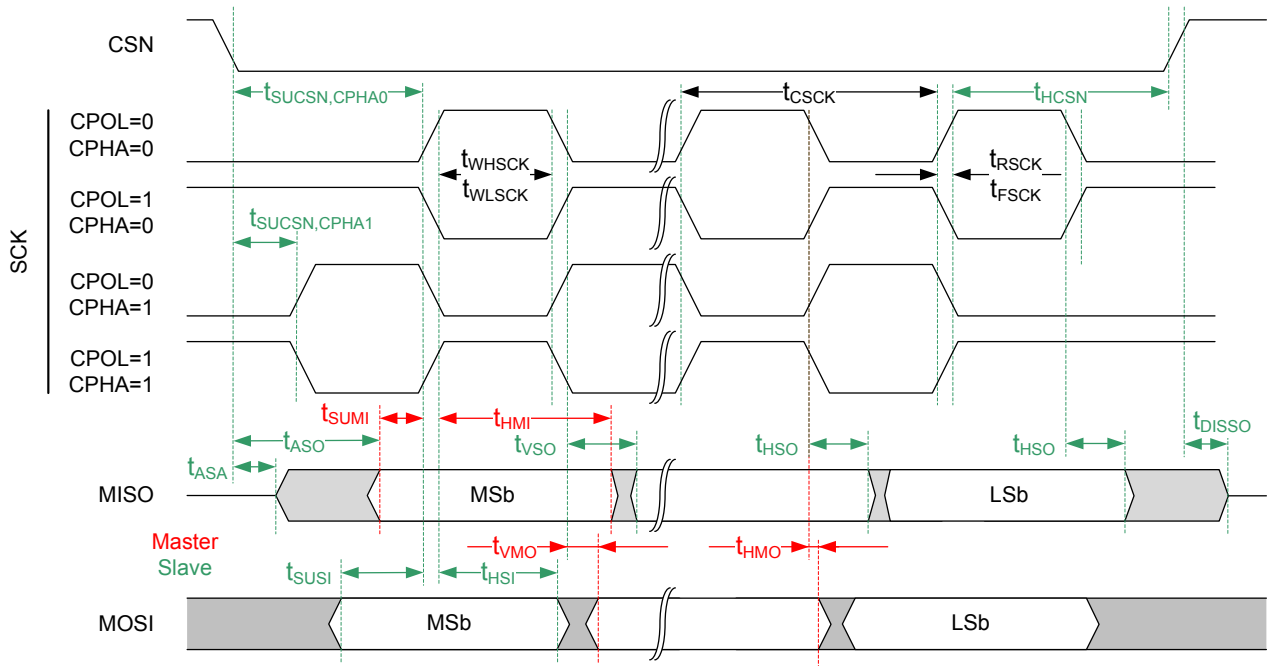 CSN
tSUCSN,CPHA0
tCSCK
tHCSN
SCK
CPOL=0
CPHA=0
tWHSCK
tWLSCK
tRSCK
tFSCK
CPOL=1
CPHA=0
tSUCSN,CPHA1
CPOL=0
CPHA=1
CPOL=1
CPHA=1
tSUMI
tHMI
tASO
tVSO
tHSO
tHSO
tDISSO
tASA
MISO
MSb
LSb
Master
Slave
tVMO
tHMO
tSUSI
tHSI
MOSI
MSb
LSb